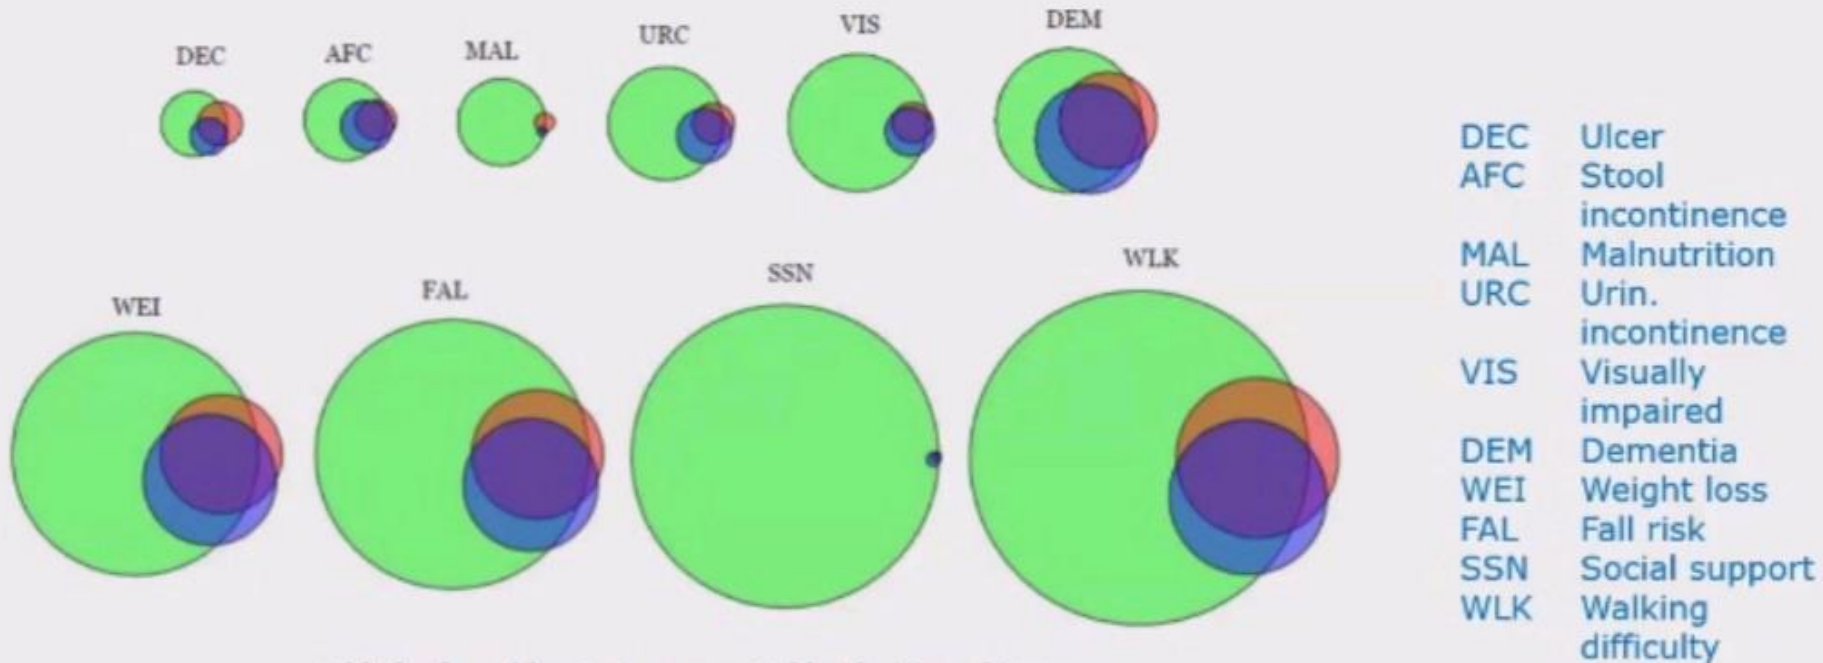 DEC AFC MAL URC VIS DEM
WEI FAL SSN WLK
DEC Ulcer
AFC Stool
incontinence
MAL Malnutrition
URC Urin.
incontinence
VIS Visually
impaired
DEM Dementia
WEI Weight loss
FAL Fall risk
SSN Social support
WLK Walking
difficulty